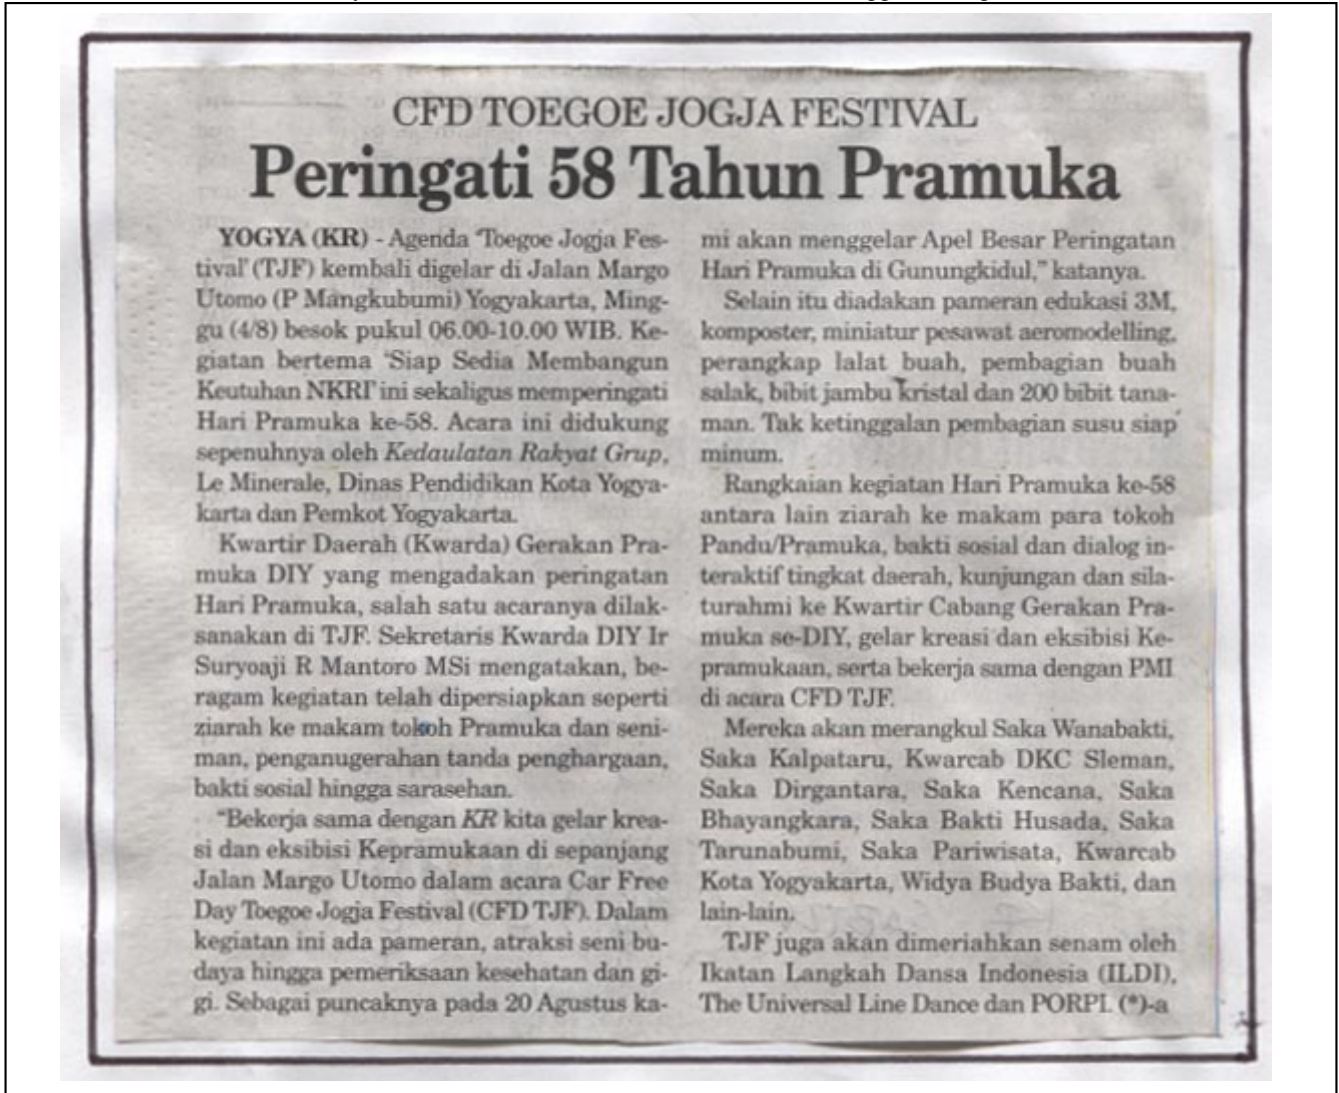 CFD TOEGOE JOGJA FESTIVAL
Peringati 58 Tahun Pramuka
YOGYA (KR) - Agenda 'Toegoe Jogja Fes-
tival' (TJF) kembali digelar di Jalan Margo
Utomo (P Mangkubumi) Yogyakarta, Ming-
gu (4/8) besok pukul 06.00-10.00 WIB. Ke-
giatan bertema 'Siap Sedia Membangun
Keutuhan NKRI' ini sekaligus memperingati
Hari Pramuka ke-58. Acara ini didukung
sepenuhnya oleh Kedaulatan Rakyat Grup,
Le Minerale, Dinas Pendidikan Kota Yogya-
karta dan Pemkot Yogyakarta.
Kwartir Daerah (Kwarda) Gerakan Pra-
muka DIY yang mengadakan peringatan
Hari Pramuka, salah satu acaranya dilak-
sanakan di TJF. Sekretaris Kwarda DIY Ir
Suryoaji R Mantoro MSi mengatakan, be-
ragam kegiatan telah dipersiapkan seperti
ziarah ke makam tokoh Pramuka dan seni-
man, penganugerahan tanda penghargaan,
bakti sosial hingga sarasehan.
"Bekerja sama dengan KR kita gelar krea-
si dan eksibisi Kepramukaan di sepanjang
Jalan Margo Utomo dalam acara Car Free
Day Toegoe Jogja Festival (CFD TJF). Dalam
kegiatan ini ada pameran, atraksi seni bu-
daya hingga pemeriksaan kesehatan dan gi-
gi. Sebagai puncaknya pada 20 Agustus ka-
mi akan menggelar Apel Besar Peringatan
Hari Pramuka di Gunungkidul," katanya.
Selain itu diadakan pameran edukasi 3M,
komposter, miniatur pesawat aeromodelling,
perangkap lalat buah, pembagian buah
salak, bibit jambu kristal dan 200 bibit tana-
man. Tak ketinggalan pembagian susu siap
minum.
Rangkaian kegiatan Hari Pramuka ke-58
antara lain ziarah ke makam para tokoh
Pandu/Pramuka, bakti sosial dan dialog in-
teraktif tingkat daerah, kunjungan dan sila-
turahmi ke Kwartir Cabang Gerakan Pra-
muka se-DIY, gelar kreasi dan eksibisi Ke-
pramukaan, serta bekerja sama dengan PMI
di acara CFD TJF.
Mereka akan merangkul Saka Wanabakti,
Saka Kalpataru, Kwarcab DKC Sleman,
Saka Dirgantara, Saka Kencana, Saka
Bhayangkara, Saka Bakti Husada, Saka
Tarunabumi, Saka Pariwisata, Kwarcab
Kota Yogyakarta, Widya Budya Bakti, dan
lain-lain.
TJF juga akan dimeriahkan senam oleh
Ikatan Langkah Dansa Indonesia (ILDI),
The Universal Line Dance dan PORPI. (*)-a